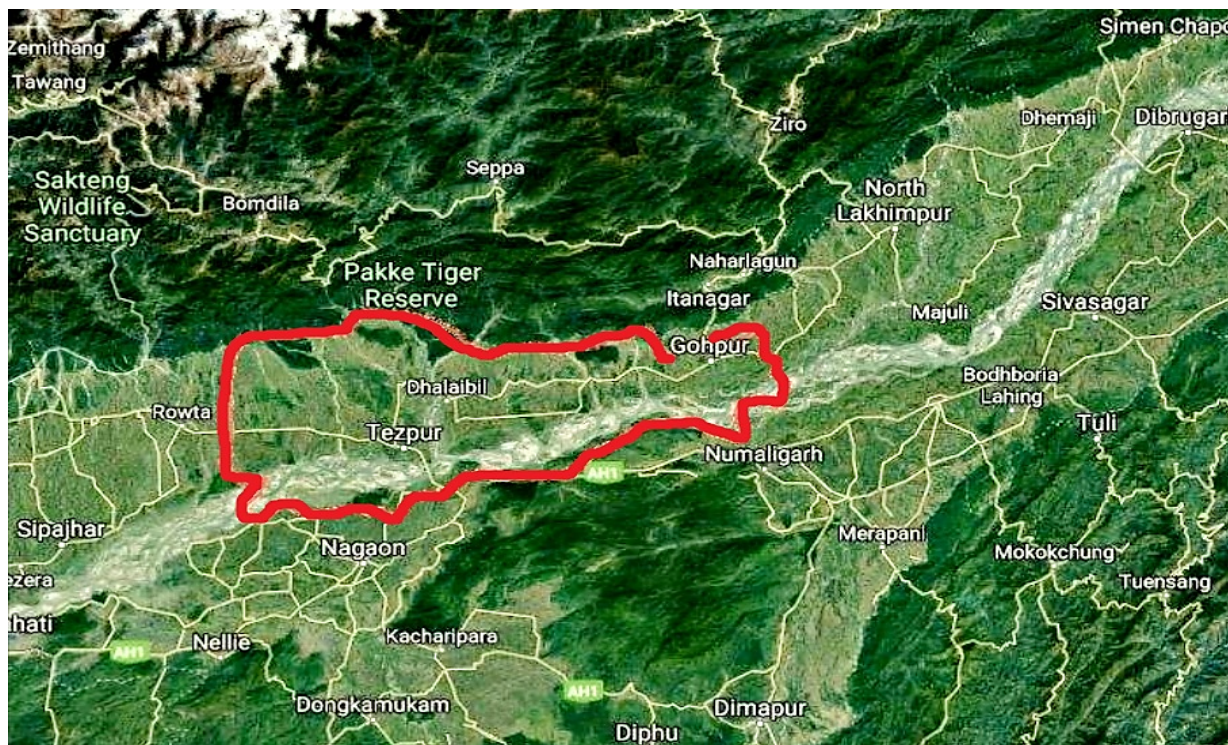 Simen Chapo
Zemithang
Tawang
Dhemaji
Dibrugar
Ziro
Seppa
Sakteng
Wildlife
Sanctuary
Bomdila
North
Lakhimpur
Naharlagun
Pakke Tiger
Reserve
Itanagar
Majuli
Sivasagar
Gohpur
Dhalaibil
Bodhboria
Lahing
Rowta
Tezpur
Tuli
Numaligarh
AH1
Sipajhar
Nagaon
Merapani
Mokokchung
ezera
Tuensang
hati
Nellie
Kacharipara
AH1
AH1
Dongkamukam
Dimapur
Diphu